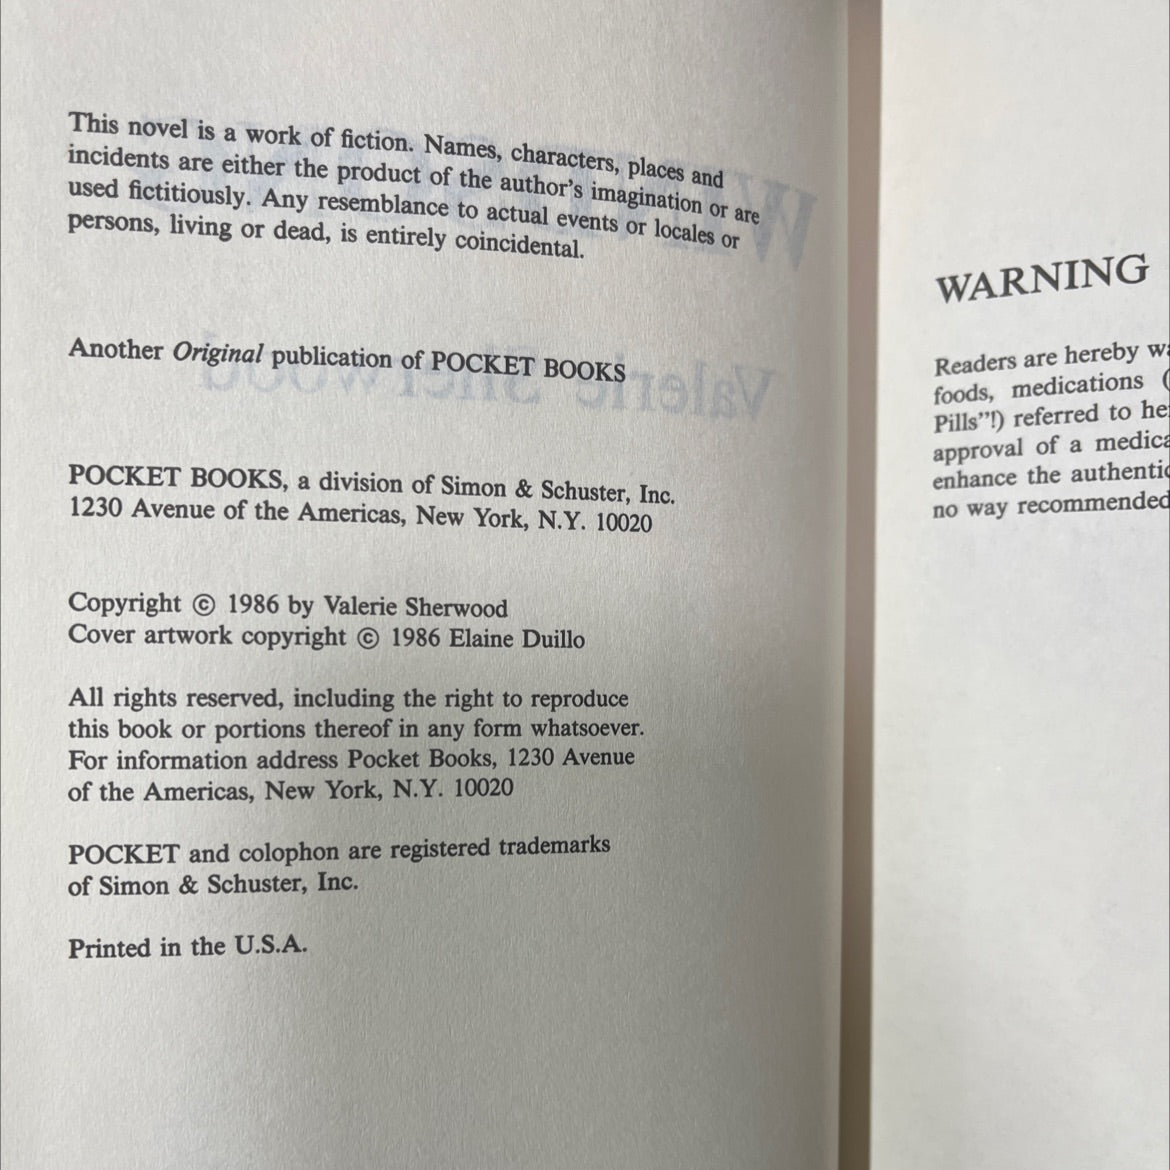 This novel is a work of fiction. Names, characters, places and
incidents are either the product of the author's imagination or are
used fictitiously. Any resemblance to actual events or locales or
persons, living or dead, is entirely coincidental.
Another Original publication of POCKET BOOKS
POCKET BOOKS, a division of Simon & Schuster, Inc.
1230 Avenue of the Americas, New York, N.Y. 10020
Copyright © 1986 by Valerie Sherwood
Cover artwork copyright © 1986 Elaine Duillo
All rights reserved, including the right to reproduce
this book or portions thereof in any form whatsoever.
For information address Pocket Books, 1230 Avenue
of the Americas, New York, N.Y. 10020
POCKET and colophon are registered trademarks
of Simon & Schuster, Inc.
Printed in the U.S.A.
WARNING
Readers are hereby
foods, medications (
Pills"!) referred to
approval of a
enhance the
no way recommended